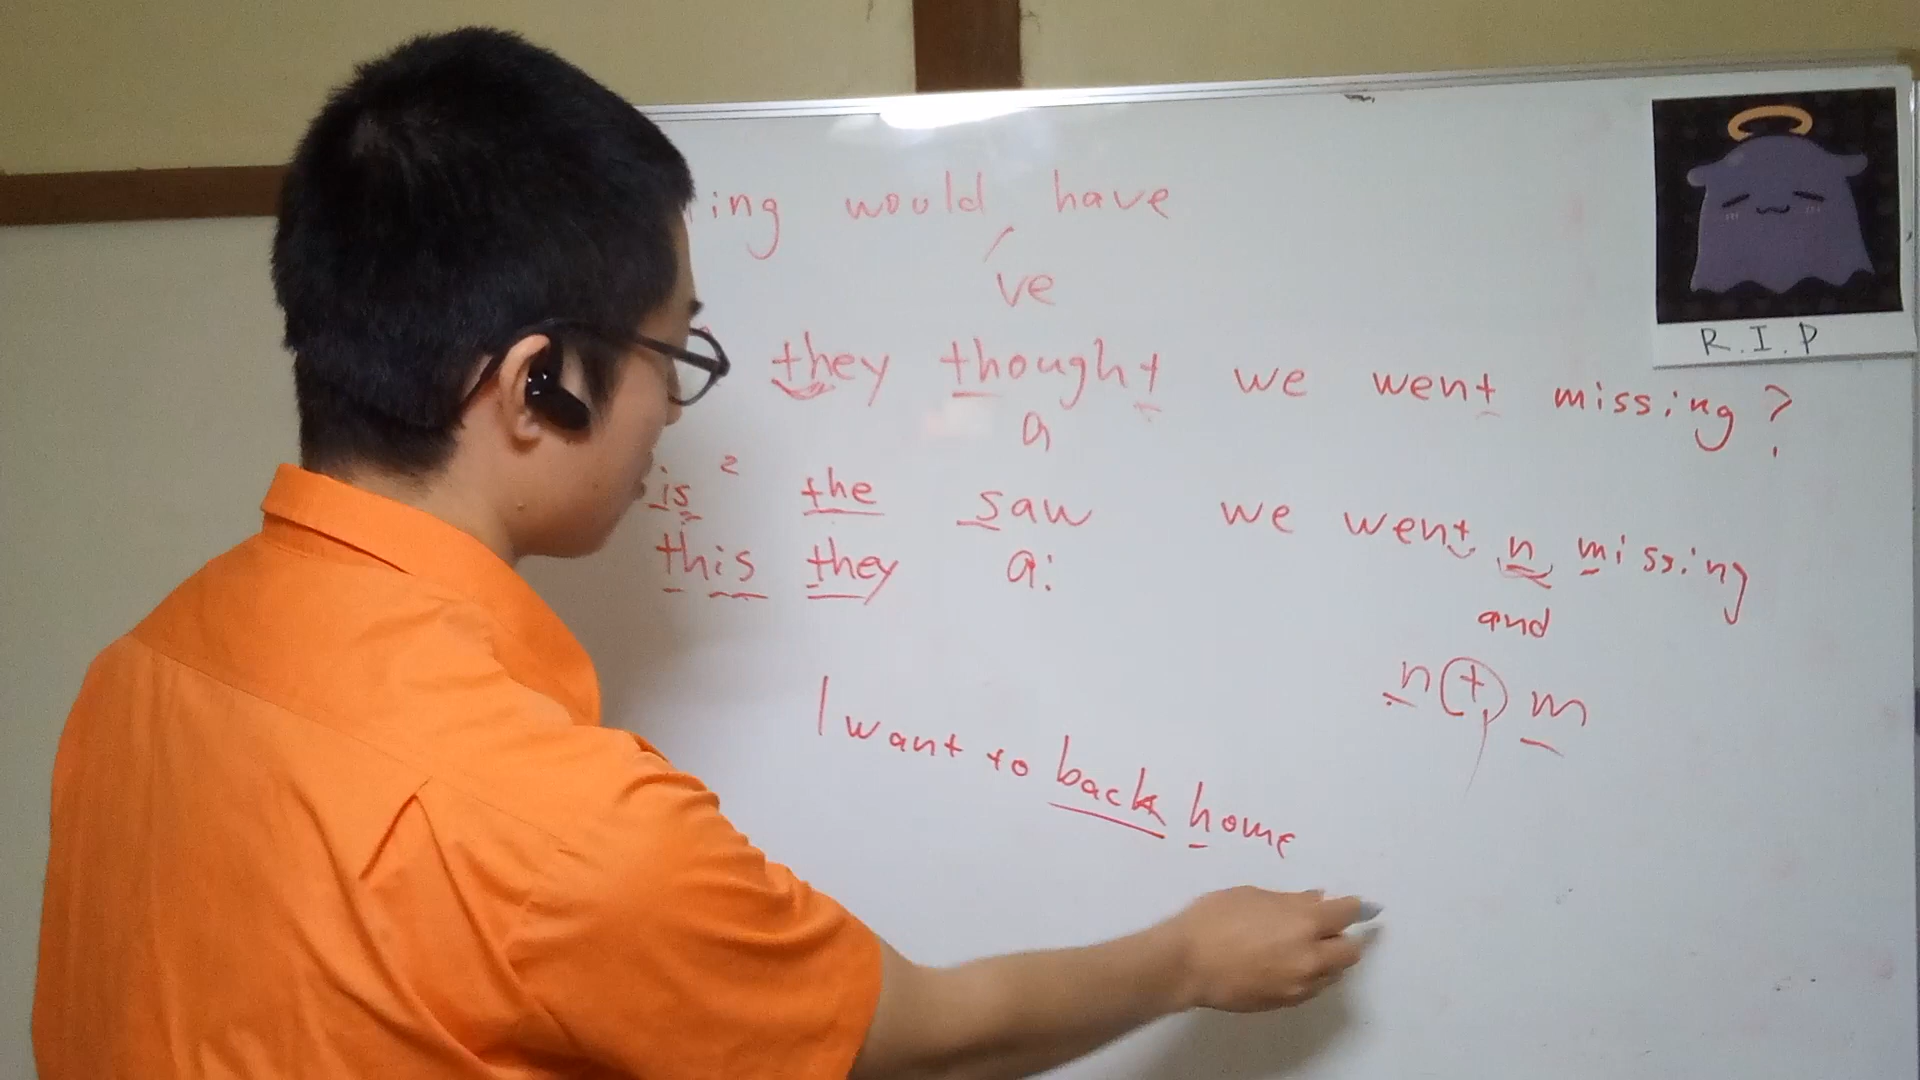 ing would have
ve
they thought we went missing?
a
is 2 the saw we went n missing
this they a: and
n (t) m
I want to back home
R.I.P